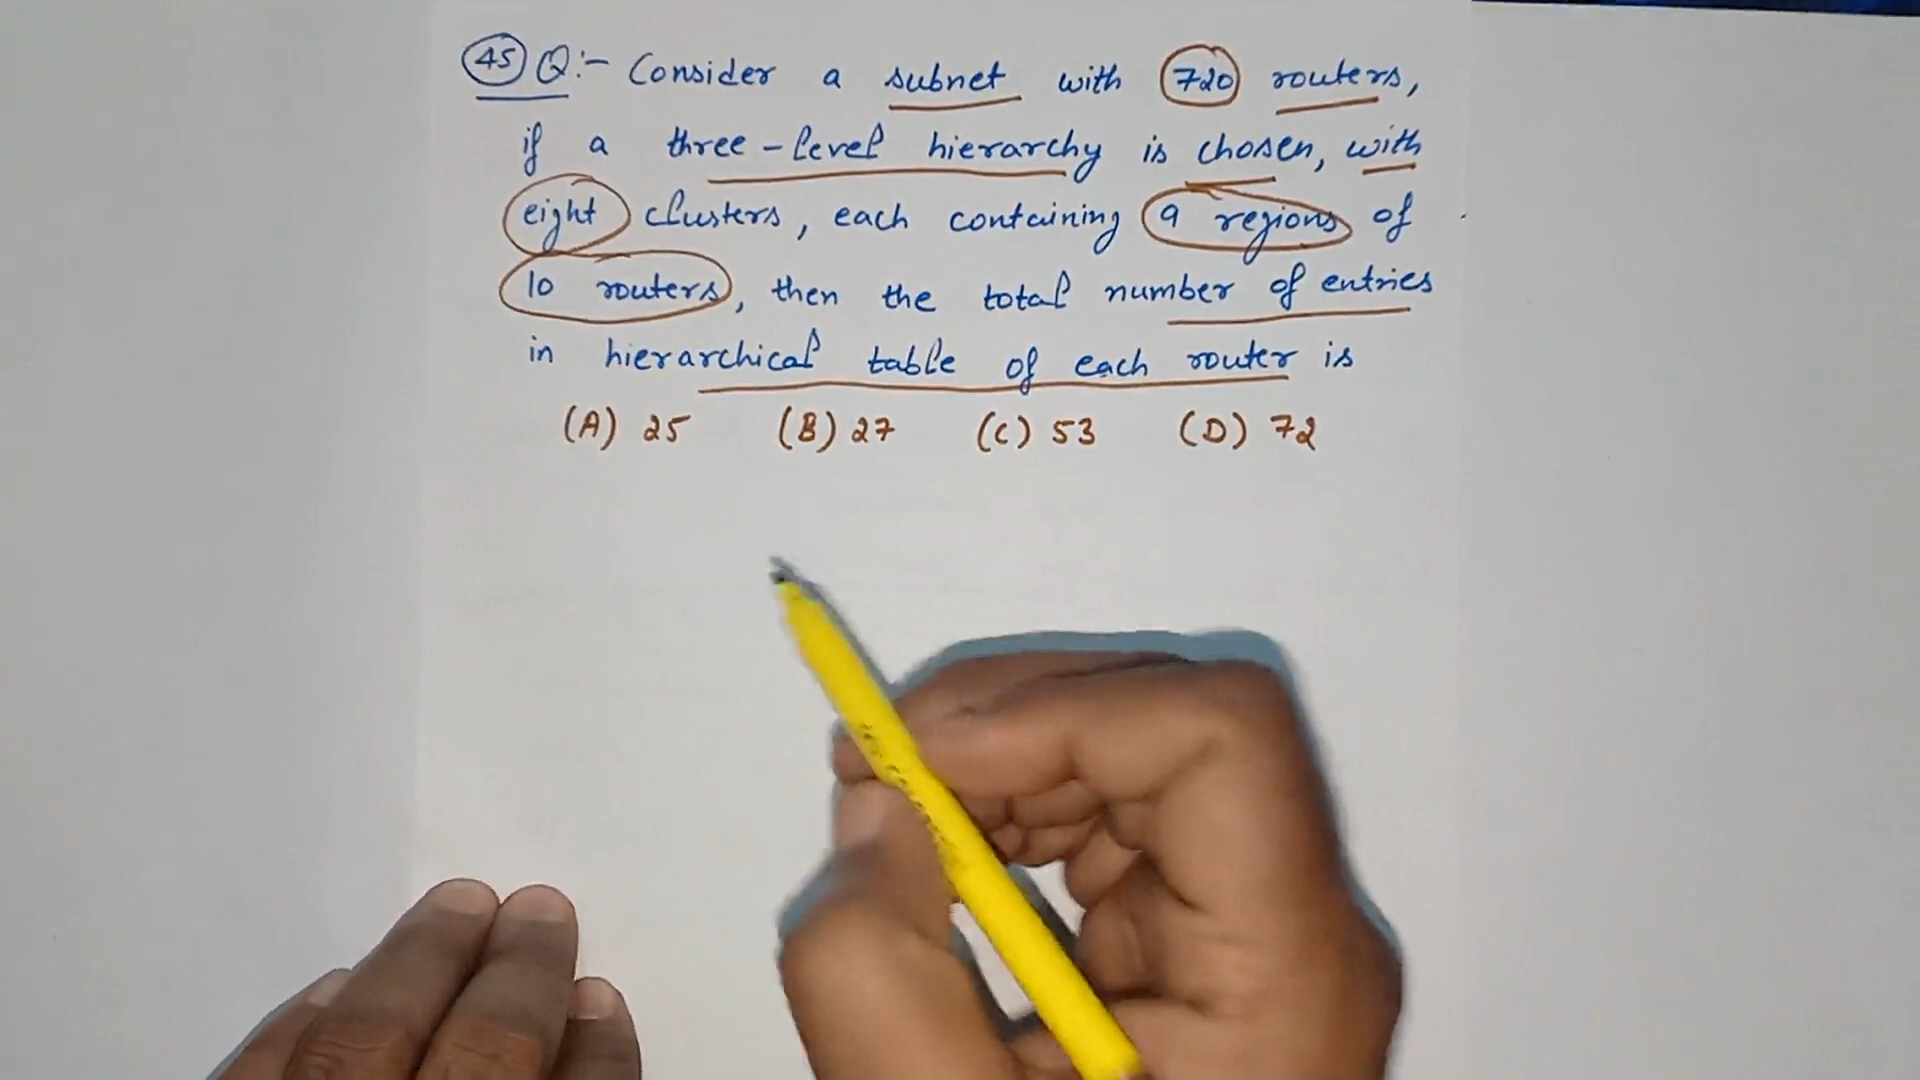 45 Q:- Consider a subnet with 720 routers,
if a three-level hierarchy is chosen, with
eight clusters, each containing 9 regions of
10 routers, then the total number of entries
in hierarchical table of each router is
(A) 25 (B) 27 (C) 53 (D) 72